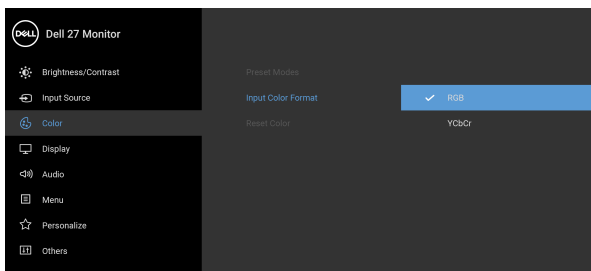 DELL Dell 27 Monitor
Brightness/Contrast
Preset Modes
Input Source
Input Color Format
RGB
Color
Reset Color
YCbCr
Display
Audio
Menu
Personalize
Others